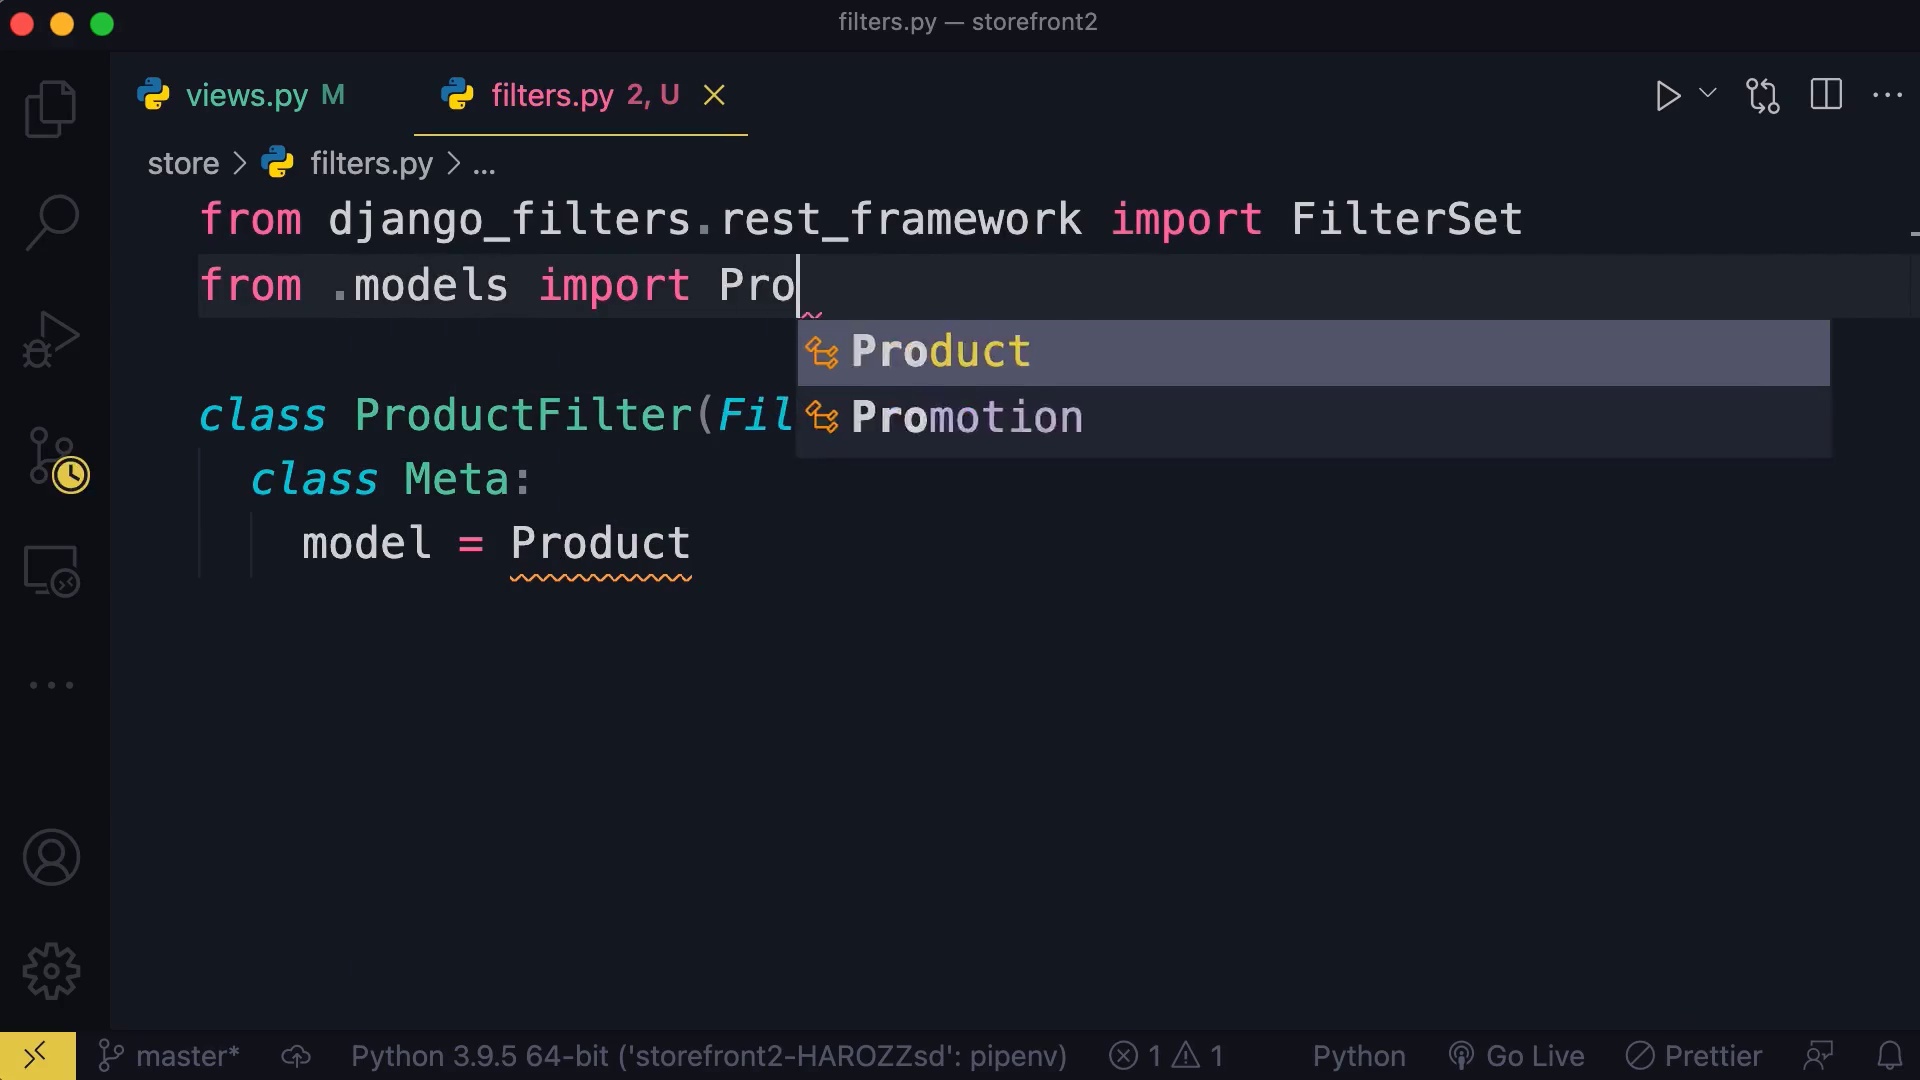 filters.py — storefront2
views.py M
filters.py 2, U
store > filters.py > ...
from django_filters.rest_framework import FilterSet
from .models import Pro
Product
Promotion
class ProductFilter(Fil
class Meta:
model = Product
master*
Python 3.9.5 64-bit ('storefront2-HAROZZsd': pipenv)
1
1
Python
Go Live
Prettier